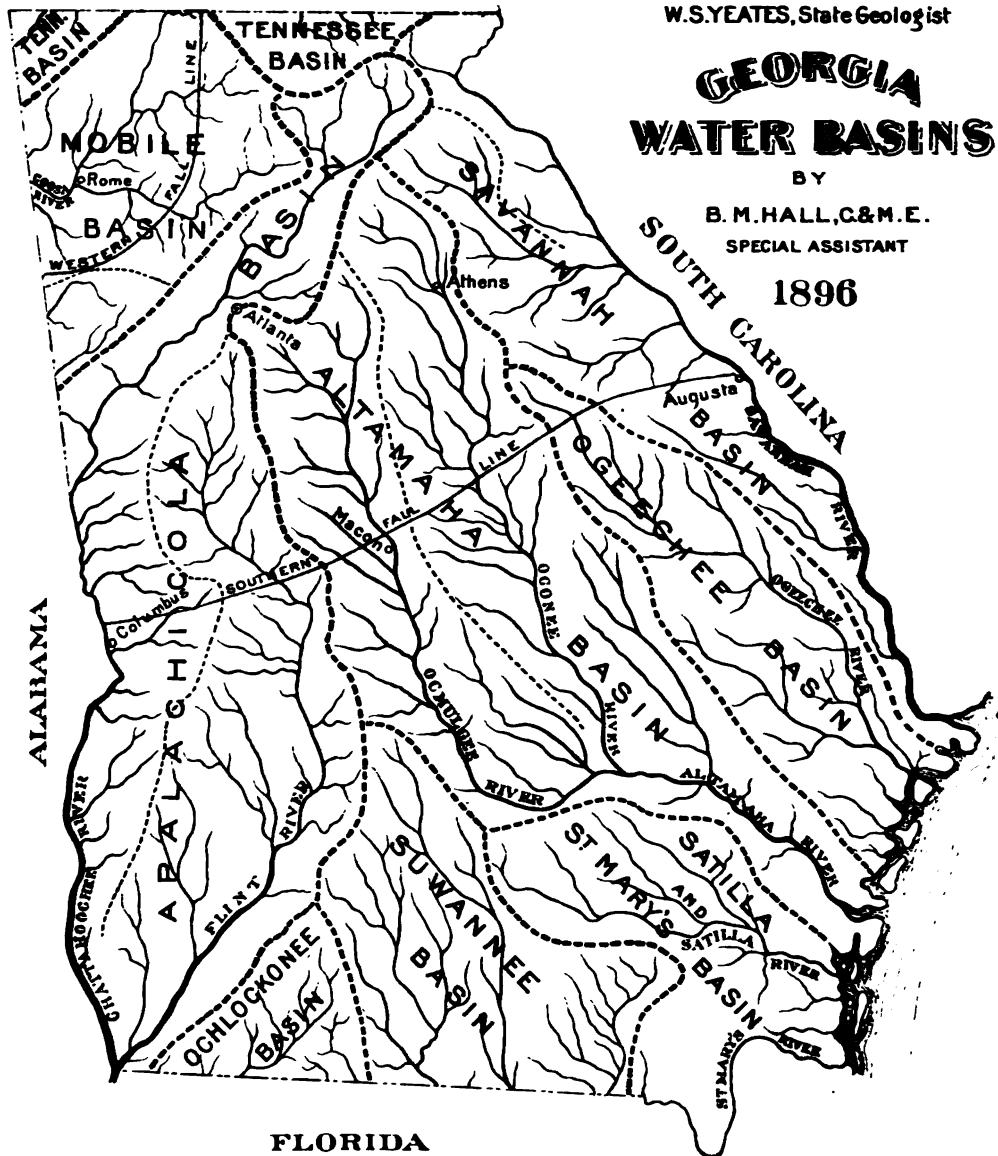 W.S.YEATES, State Geologist
GEORGIA
WATER BASINS
BY
B.M.HALL, C.&M.E.
SPECIAL ASSISTANT
1896
TENN.
BASIN
TENNESSEE
BASIN
MOBILE
BASIN
COOSA
RIVER
Rome
WESTERN FALL LINE
BASIN
SAVANNAH
SOUTH CAROLINA
Athens
Atlanta
ALTAMAHA
Augusta
BASIN
SAVANNAH
RIVER
OGEECHEE
BASIN
OGEECHEE
RIVER
APALACHICOLA
Macon
SOUTHERN FALL LINE
Columbus
OCONEE
RIVER
BASIN
OCMULGEE
RIVER
ALTAMAHA
RIVER
ALABAMA
CHATTAHOOCHEE RIVER
FLINT RIVER
SUWANNEE
BASIN
ST MARY'S
AND
SATILLA
BASIN
SATILLA
RIVER
OCHLOCKONEE
BASIN
ST MARYS
RIVER
FLORIDA